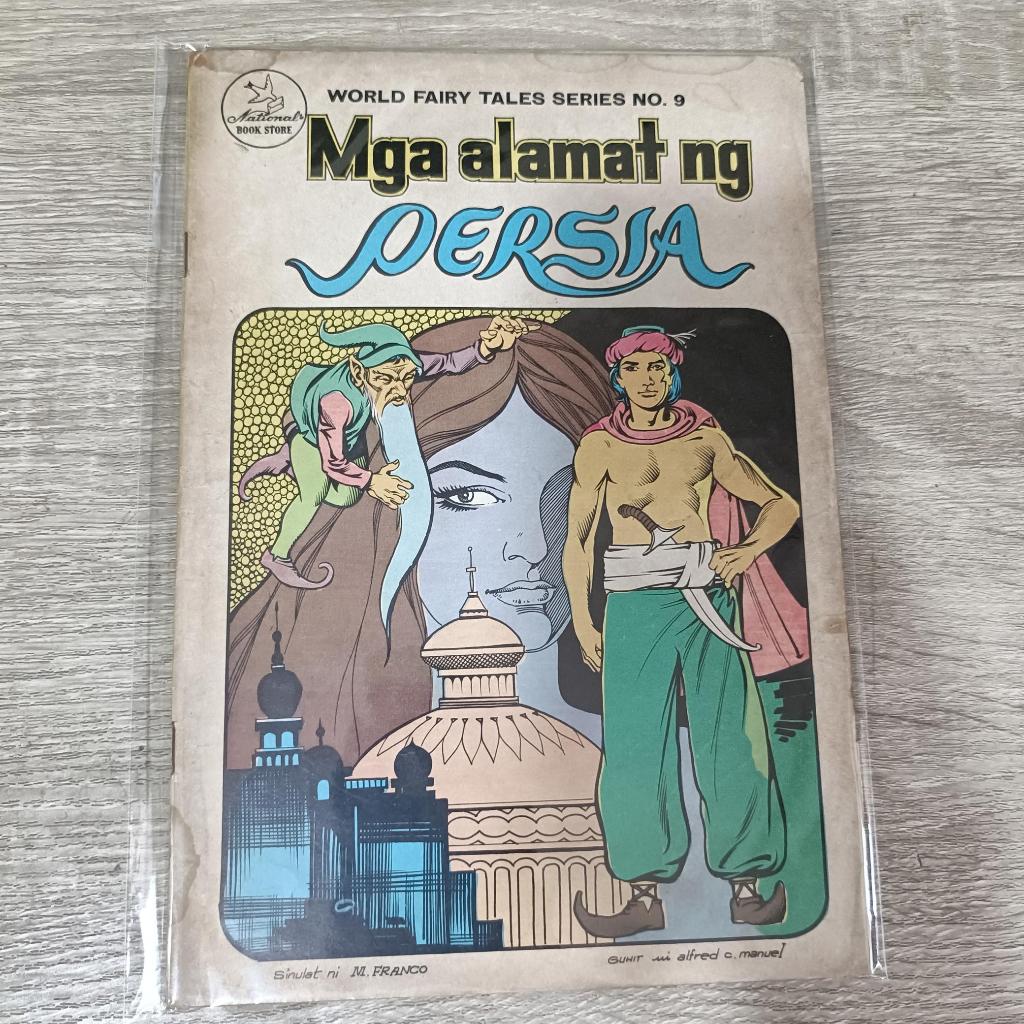 National's
BOOK STORE
WORLD FAIRY TALES SERIES NO. 9
Mga alamat ng
PERSIA
Sinulat ni M. FRANCO
GUHIT ni alfred c. manuel